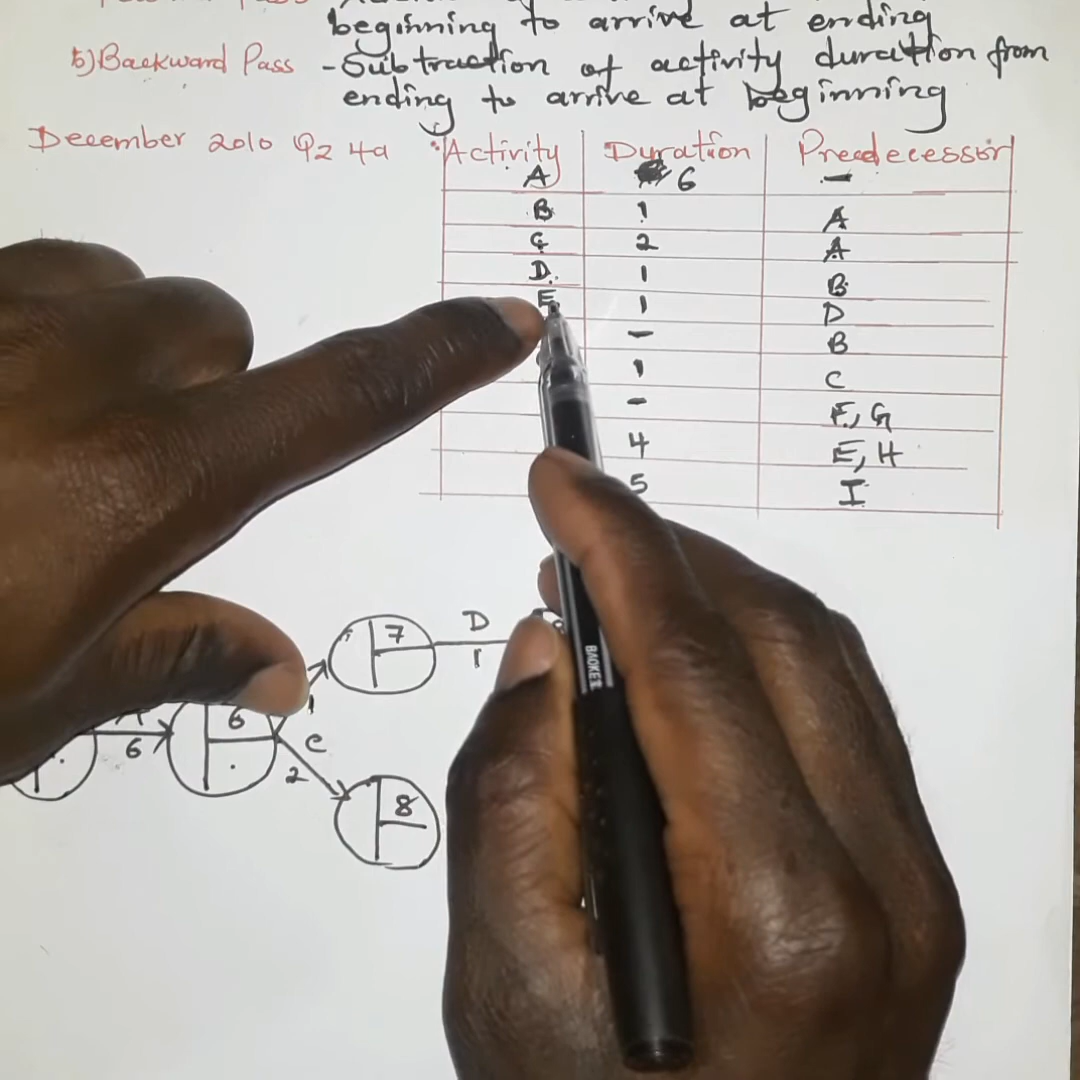 beginning to arrive at ending
5) Backward Pass - Subtraction of activity duration from
ending to arrive at beginning
December 2010 Q2 4a
Activity Duration Predecessor
A 6 -
B 1 A
C 2 A
D 1 B
E 1 D
- B
1 C
- F, G
4 E, H
5 I
7 D
1
6
6 C
2
8
BAOKE